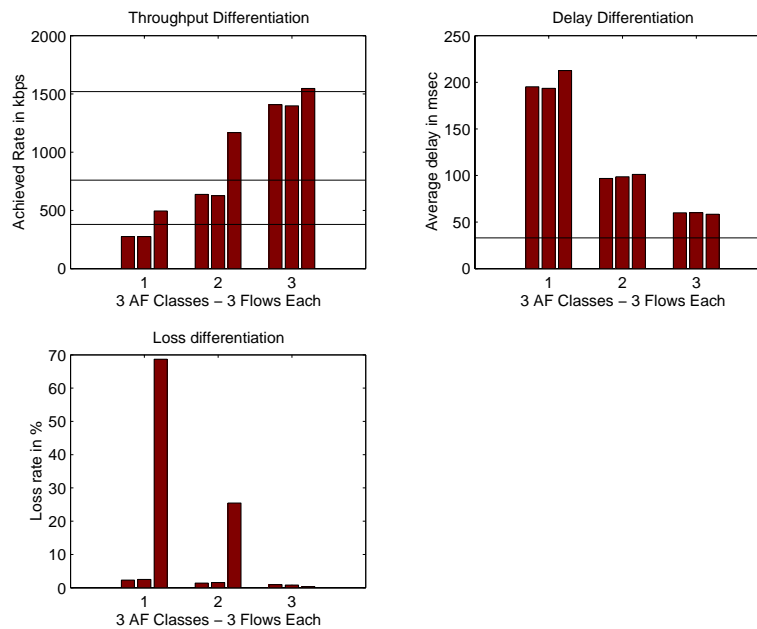 Throughput Differentiation
2000
1500
1000
500
0
Achieved Rate in kbps
1 2 3
3 AF Classes – 3 Flows Each
Delay Differentiation
250
200
150
100
50
0
Average delay in msec
1 2 3
3 AF Classes – 3 Flows Each
Loss differentiation
70
60
50
40
30
20
10
0
Loss rate in %
1 2 3
3 AF Classes – 3 Flows Each